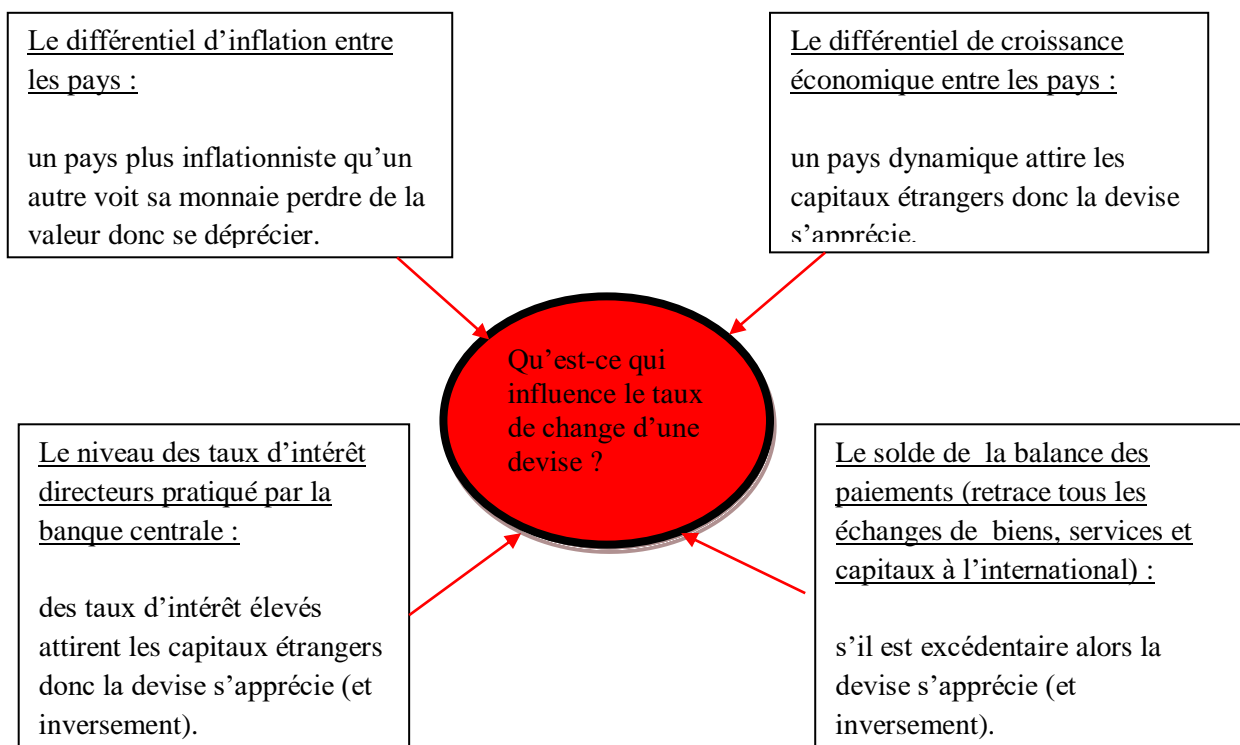 Le différentiel d’inflation entre
les pays :
un pays plus inflationniste qu’un
autre voit sa monnaie perdre de la
valeur donc se déprécier.
Le différentiel de croissance
économique entre les pays :
un pays dynamique attire les
capitaux étrangers donc la devise
s’apprécie.
Qu’est-ce qui
influence le taux
de change d’une
devise ?
Le niveau des taux d’intérêt
directeurs pratiqué par la
banque centrale :
des taux d’intérêt élevés
attirent les capitaux étrangers
donc la devise s’apprécie (et
inversement).
Le solde de  la balance des
paiements (retrace tous les
échanges de  biens, services et
capitaux à l’international) :
s’il est excédentaire alors la
devise s’apprécie (et
inversement).